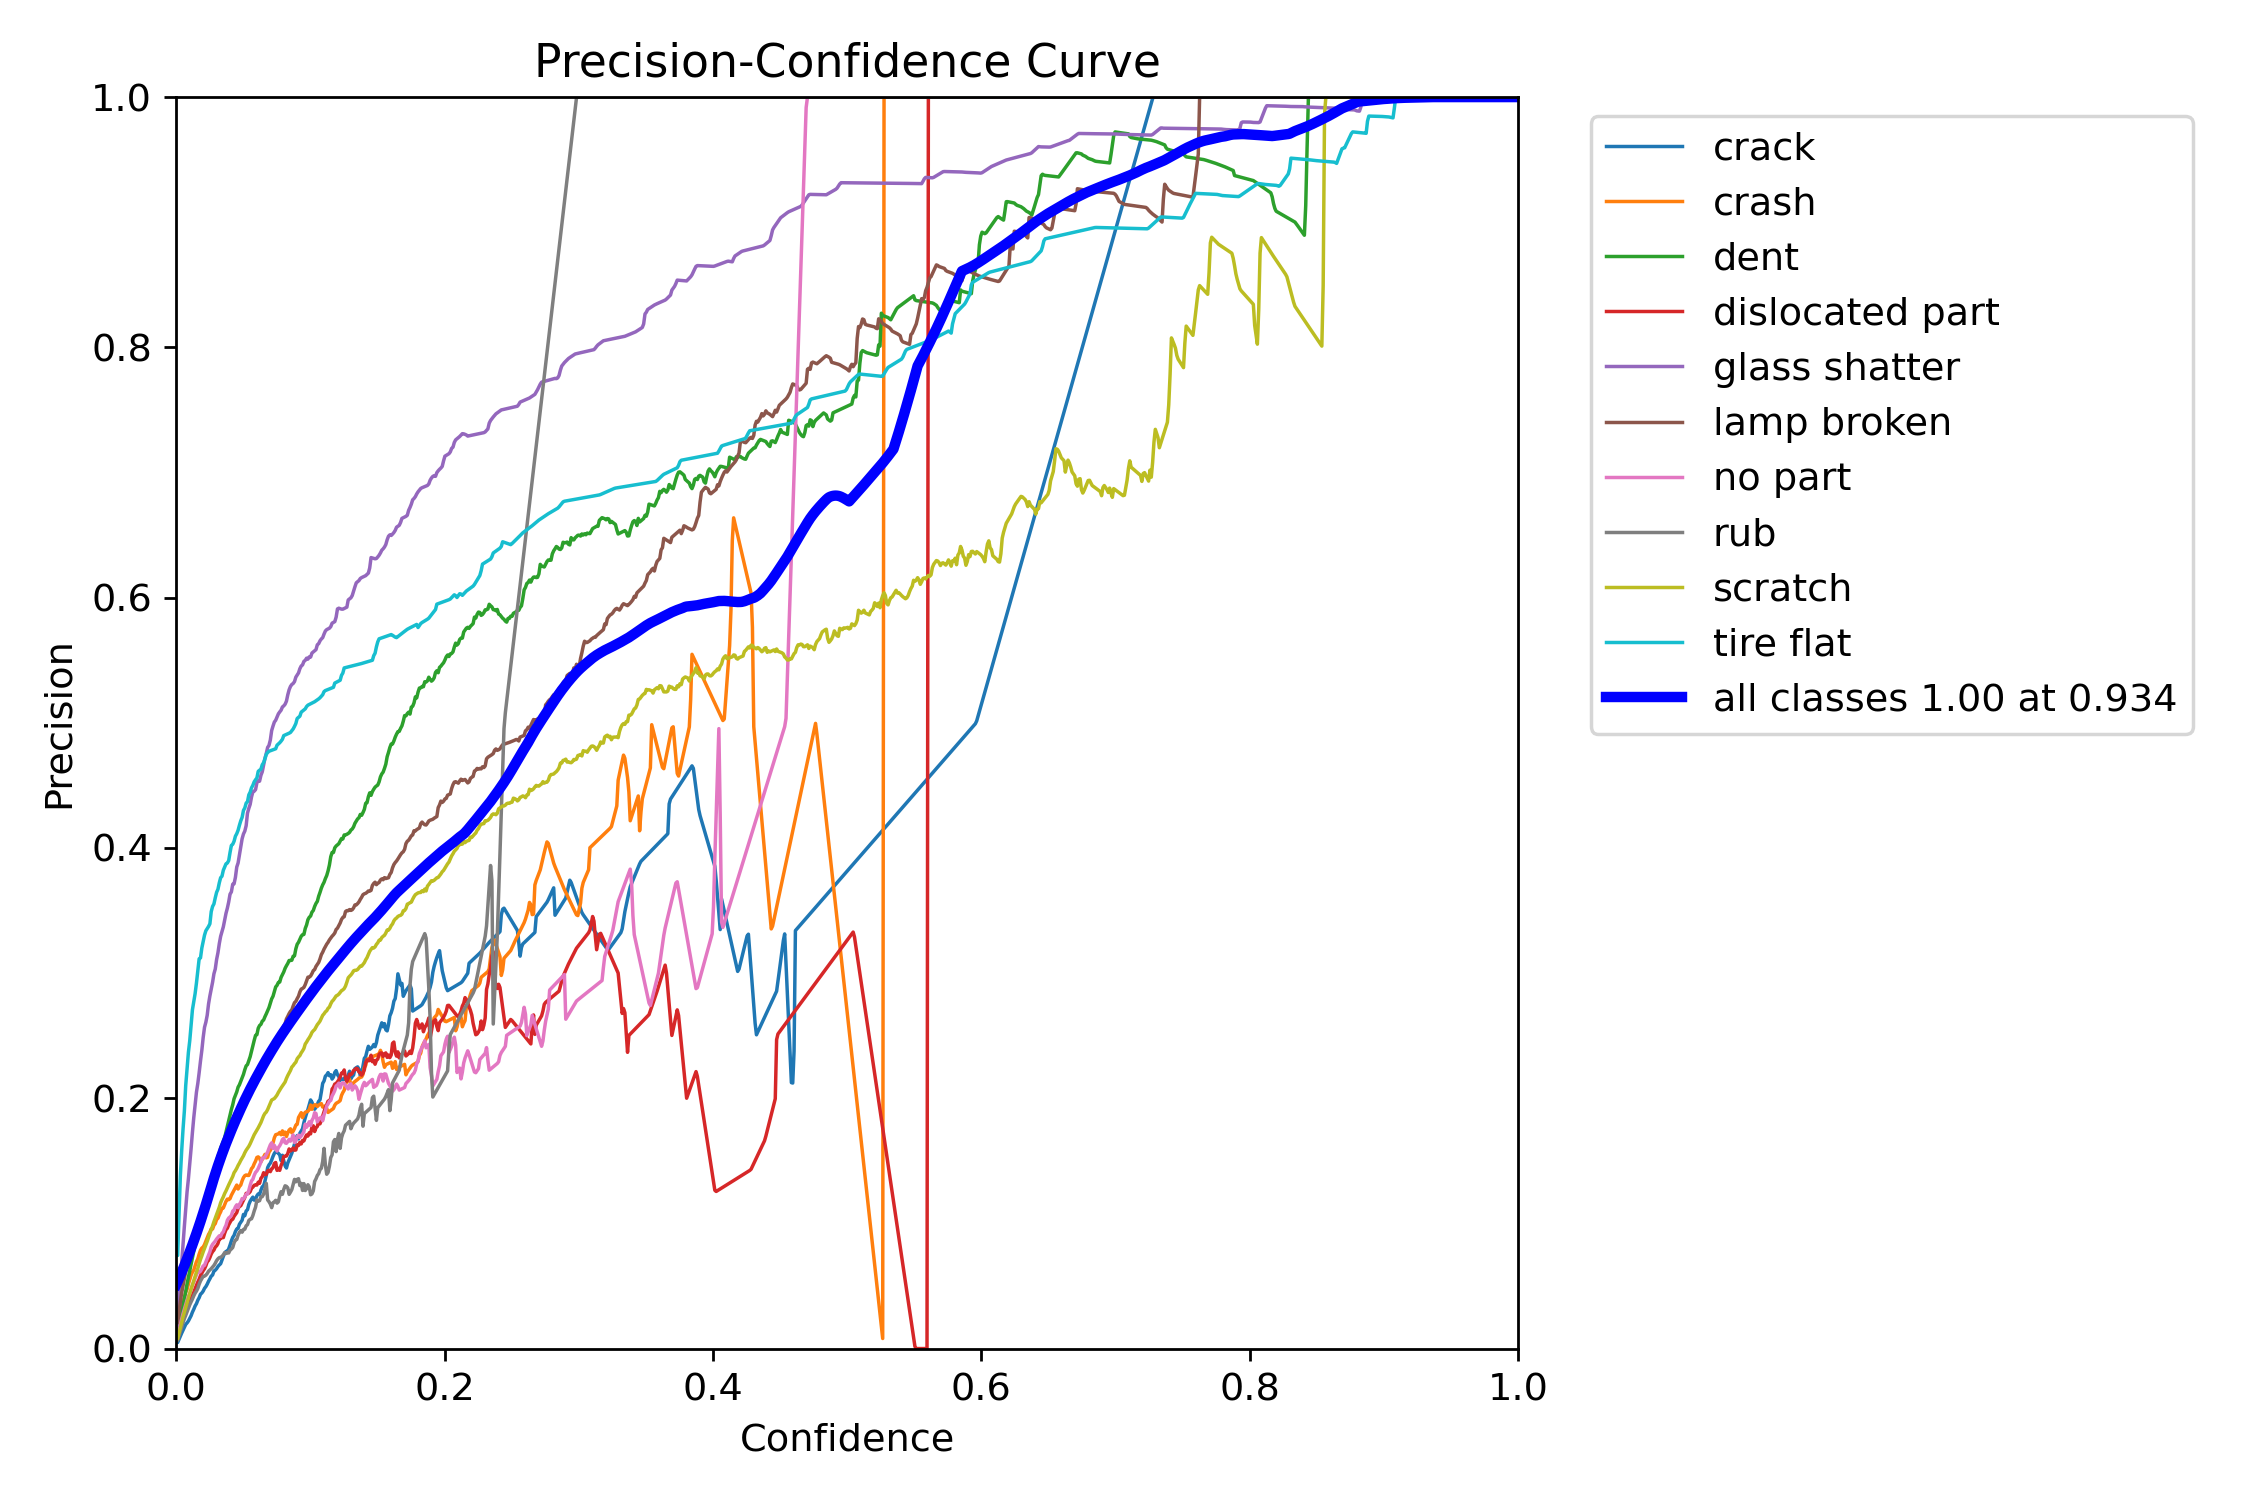 Precision-Confidence Curve
1.0
0.8
0.6
0.4
0.2
0.0
Precision
0.0 0.2 0.4 0.6 0.8 1.0
Confidence
crack
crash
dent
dislocated part
glass shatter
lamp broken
no part
rub
scratch
tire flat
all classes 1.00 at 0.934